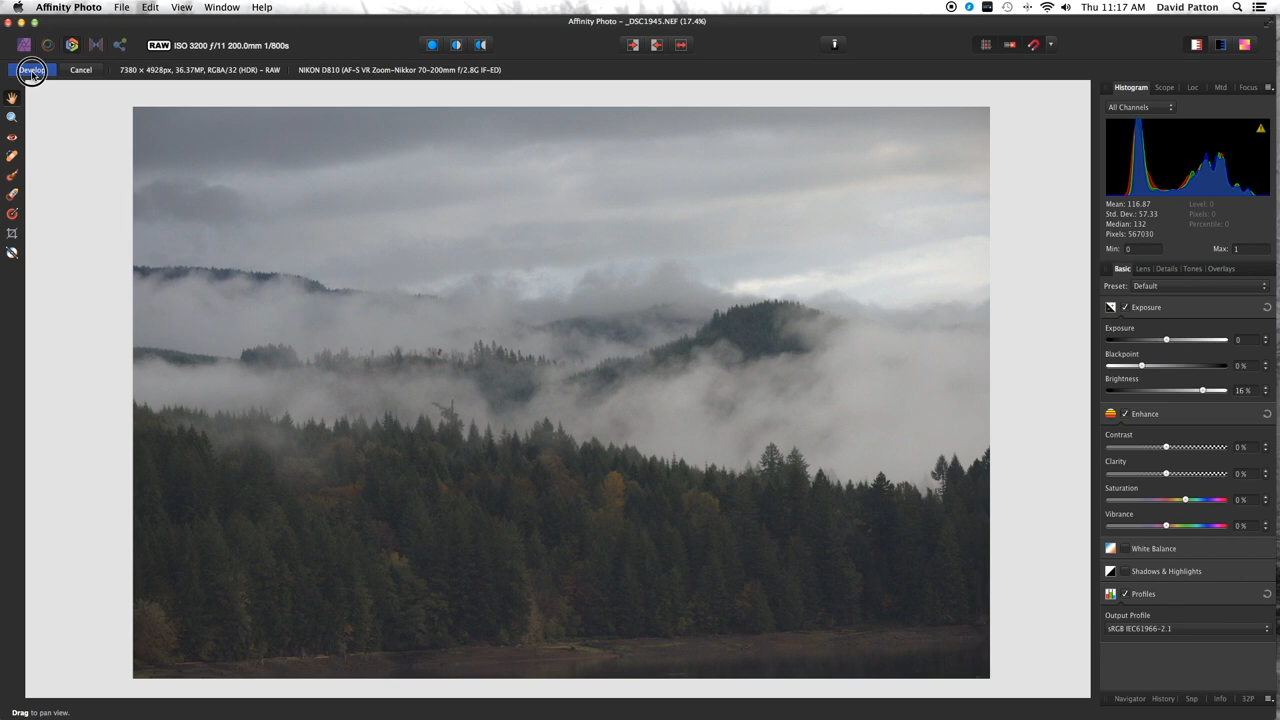 Affinity Photo File Edit View Window Help Thu 11:17 AM David Patton
Affinity Photo - _DSC1945.NEF (17.4%)
RAW ISO 3200 ƒ/11 200.0mm 1/800s
Develop Cancel 7380 × 4928px, 36.37MP, RGBA/32 (HDR) - RAW NIKON D810 (AF-S VR Zoom-Nikkor 70-200mm f/2.8G IF-ED)
Histogram Scope Loc Mtd Focus
All Channels
Mean: 116.87 Level: 0
Std. Dev.: 57.33 Pixels: 0
Median: 132 Percentile: 0
Pixels: 567030
Min: 0 Max: 1
Basic Lens Details Tones Overlays
Preset: Default
Exposure
Exposure
0
Blackpoint
0 %
Brightness
16 %
Enhance
Contrast
0 %
Clarity
0 %
Saturation
0 %
Vibrance
0 %
White Balance
Shadows & Highlights
Profiles
Output Profile
sRGB IEC61966-2.1
Navigator History Snp Info 32P
Drag to pan view.